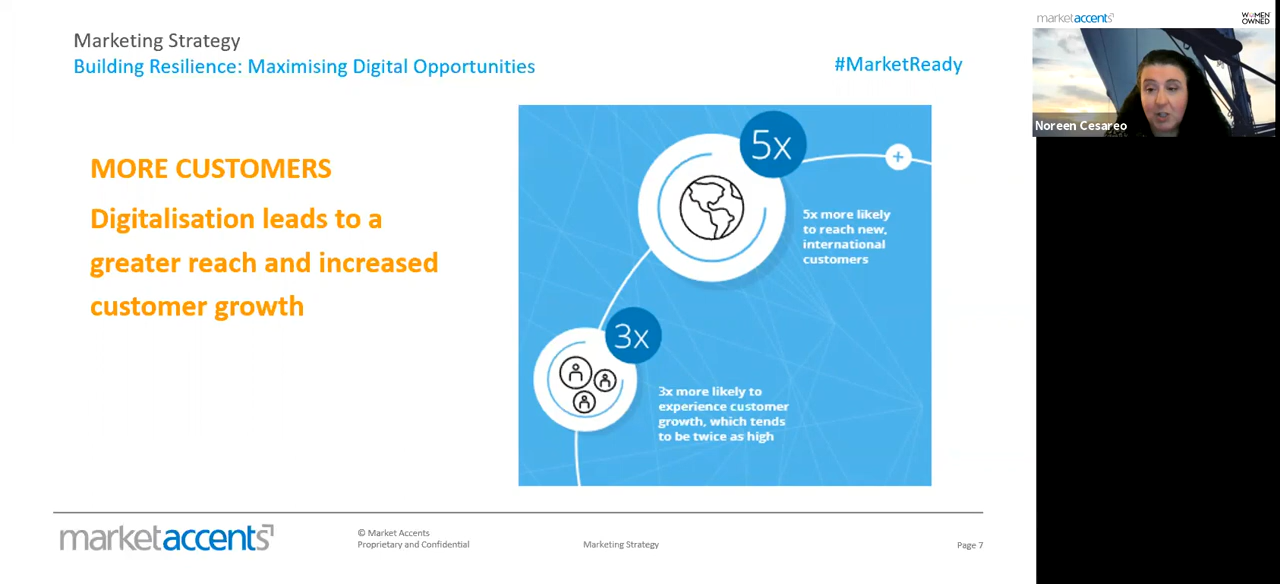 Marketing Strategy
Building Resilience: Maximising Digital Opportunities
#MarketReady
MORE CUSTOMERS
Digitalisation leads to a
greater reach and increased
customer growth
5x
5x more likely
to reach new,
international
customers
3x
3x more likely to
experience customer
growth, which tends
to be twice as high
marketaccents
© Market Accents
Proprietary and Confidential
Marketing Strategy
Page 7
marketaccents
WOMEN
OWNED
Noreen Cesareo